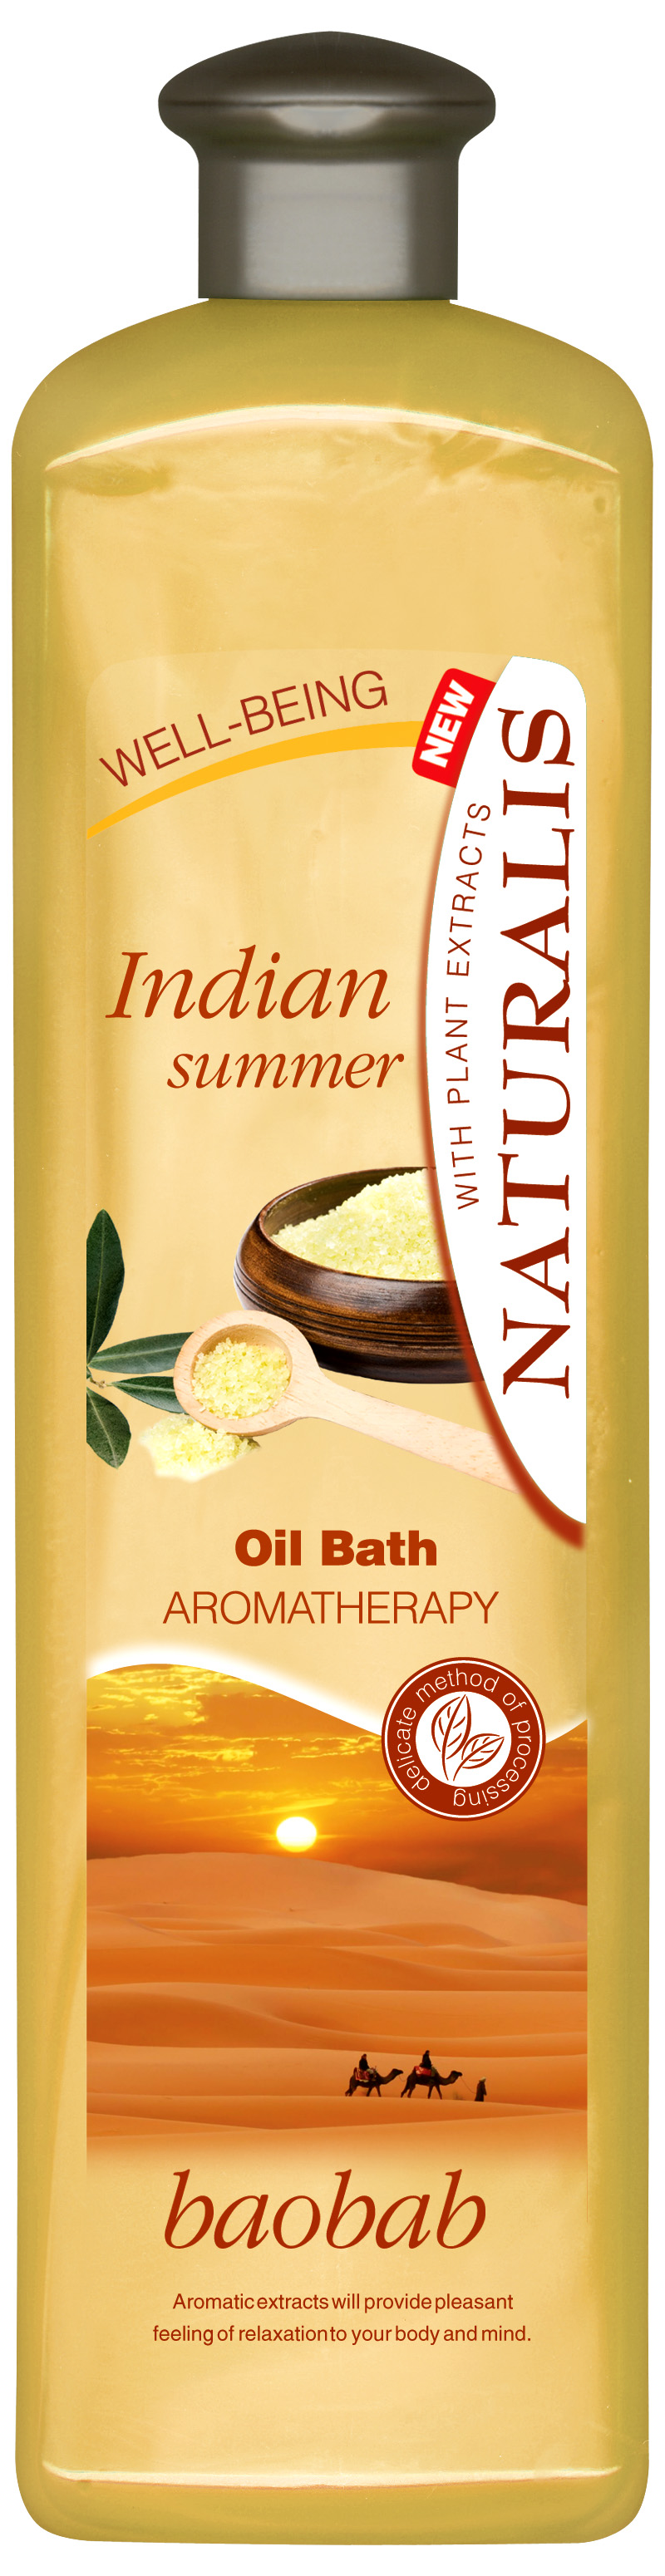 WELL-BEING
NEW
WITH PLANT EXTRACTS
NATURALIS
Indian
summer
Oil Bath
AROMATHERAPY
delicate method of processing
baobab
Aromatic extracts will provide pleasant
feeling of relaxation to your body and mind.